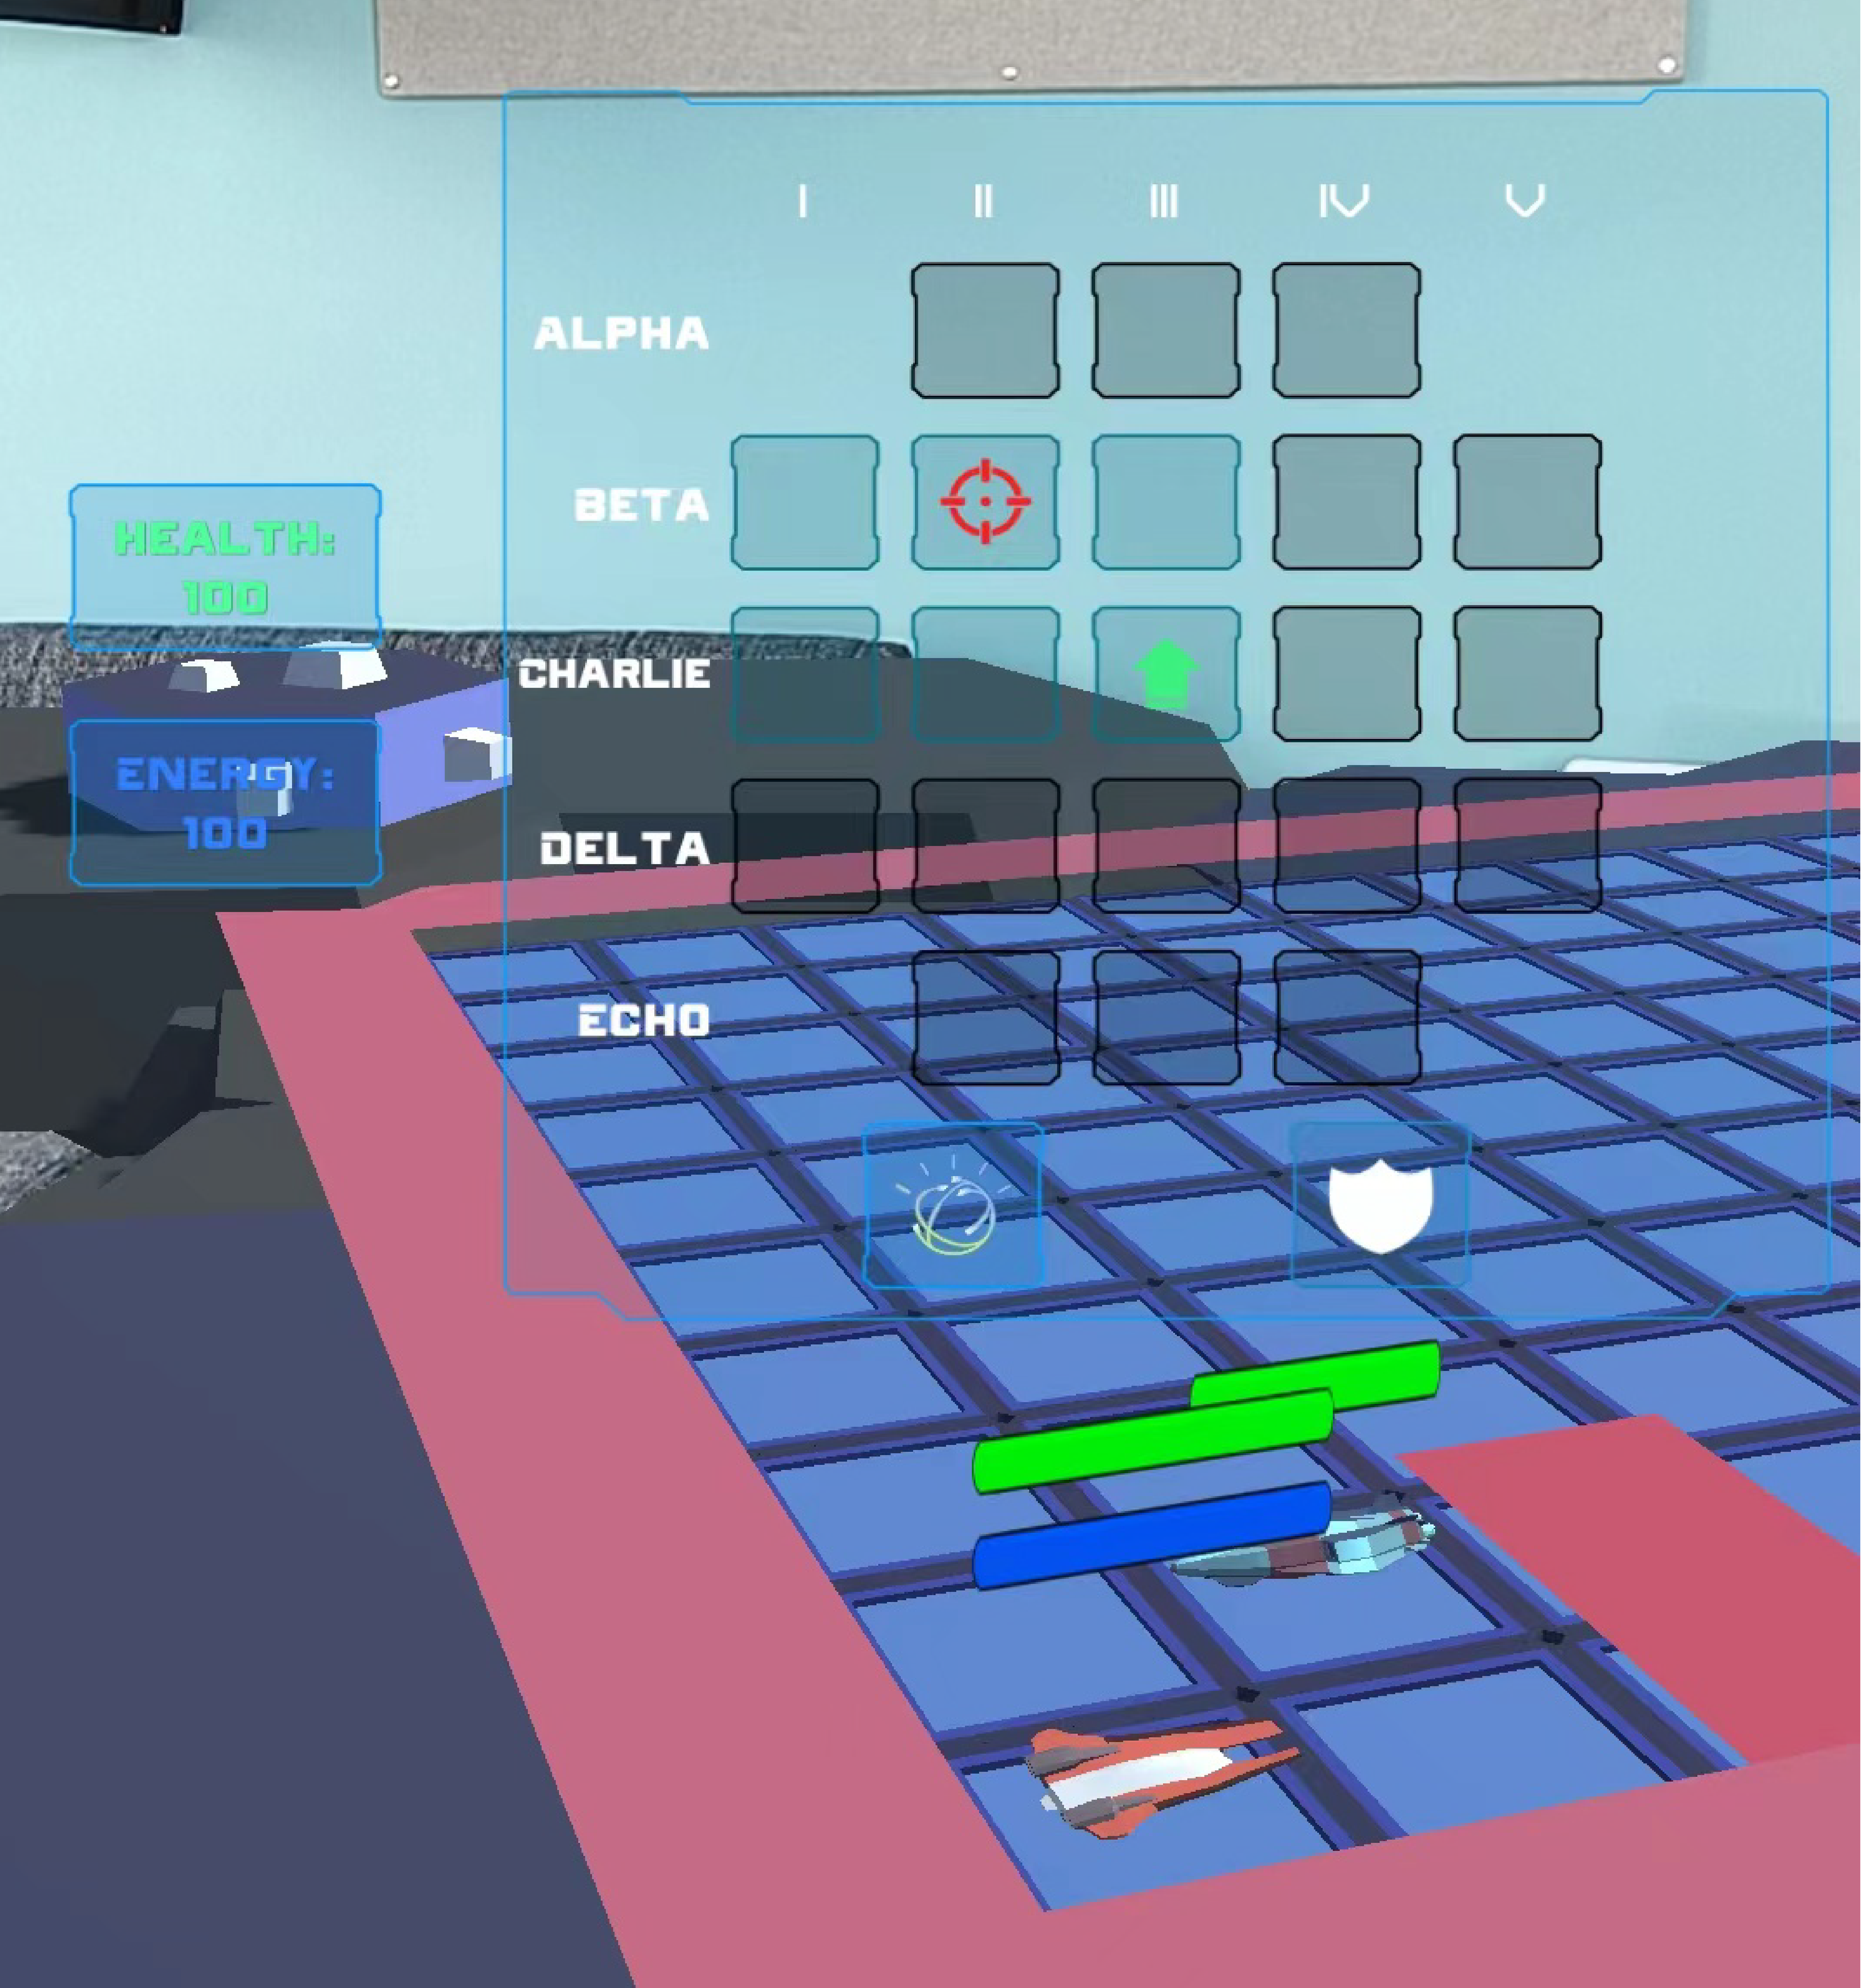 I II III IV V
ALPHA
BETA
HEALTH:
100
CHARLIE
ENERGY:
100
DELTA
ECHO